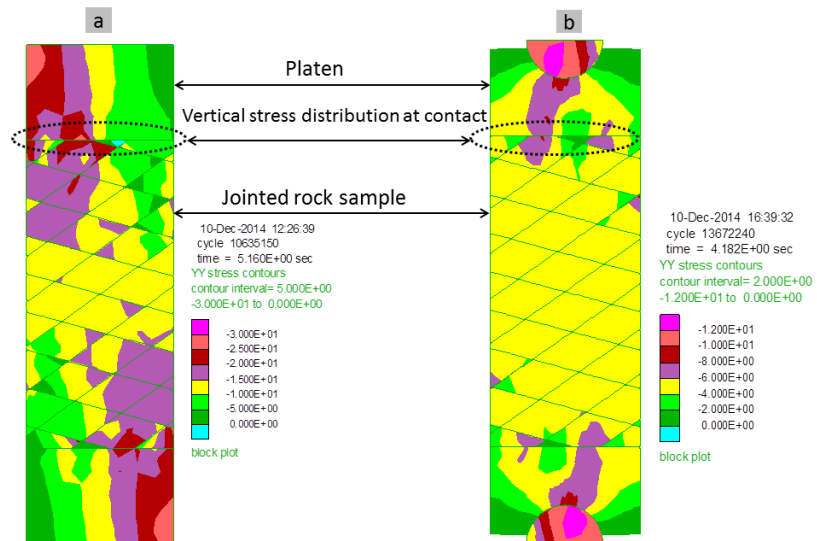 a
b
Platen
Vertical stress distribution at contact
Jointed rock sample
10-Dec-2014 12:26:39
cycle 10635150
time = 5.160E+00 sec
YY stress contours
contour interval= 5.000E+00
-3.000E+01 to 0.000E+00
-3.000E+01
-2.500E+01
-2.000E+01
-1.500E+01
-1.000E+01
-5.000E+00
0.000E+00
block plot
10-Dec-2014 16:39:32
cycle 13672240
time = 4.182E+00 sec
YY stress contours
contour interval= 2.000E+00
-1.200E+01 to 0.000E+00
-1.200E+01
-1.000E+01
-8.000E+00
-6.000E+00
-4.000E+00
-2.000E+00
0.000E+00
block plot